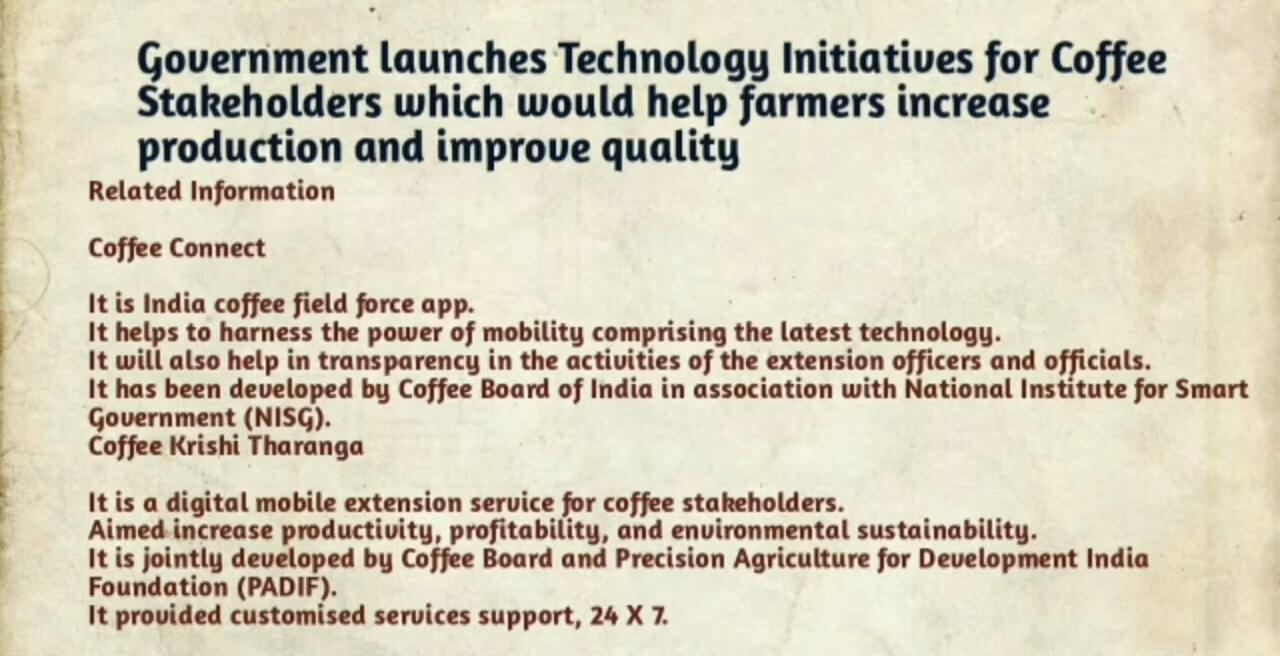 Government launches Technology Initiatives for Coffee
Stakeholders which would help farmers increase
production and improve quality
Related Information
Coffee Connect
It is India coffee field force app.
It helps to harness the power of mobility comprising the latest technology.
It will also help in transparency in the activities of the extension officers and officials.
It has been developed by Coffee Board of India in association with National Institute for Smart
Government (NISG).
Coffee Krishi Tharanga
It is a digital mobile extension service for coffee stakeholders.
Aimed increase productivity, profitability, and environmental sustainability.
It is jointly developed by Coffee Board and Precision Agriculture for Development India
Foundation (PADIF).
It provided customised services support, 24 X 7.